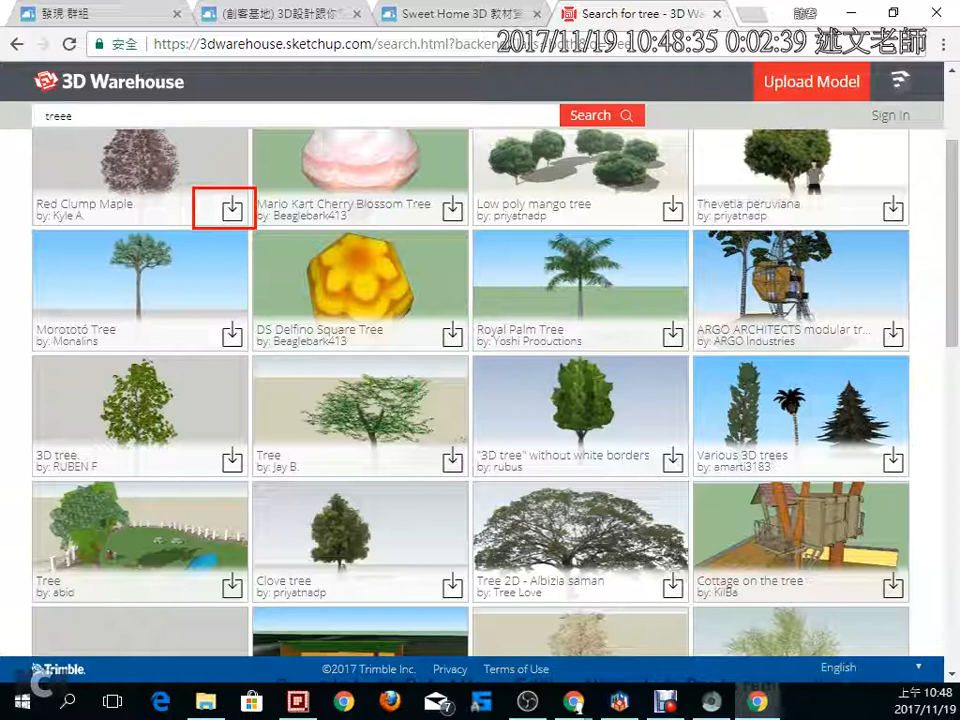 發現 群組
(創客基地) 3D設計跟你
Sweet Home 3D 教材
Search for tree - 3D Wa
訪客
安全
https://3dwarehouse.sketchup.com/search.html?backen
2017/11/19 10:48:35 0:02:39 述文老師
3D Warehouse
Upload Model
treee
Search
Sign In
Red Clump Maple
by: Kyle A.
Mario Kart Cherry Blossom Tree
by: Beaglebark413
Low poly mango tree
by: priyatnadp
Thevetia peruviana
by: priyatnadp
Morototó Tree
by: Monalins
DS Delfino Square Tree
by: Beaglebark413
Royal Palm Tree
by: Yoshi Productions
ARGO ARCHITECTS modular tr...
by: ARGO Industries
3D tree.
by: RUBEN F
Tree
by: Jay B.
"3D tree" without white borders
by: rubus
Various 3D trees
by: amarti3183
Tree
by: abid
Clove tree
by: priyatnadp
Tree 2D - Albizia saman
by: Tree Love
Cottage on the tree
by: KilBa
Trimble.
©2017 Trimble Inc.
Privacy
Terms of Use
English
7
上午 10:48
2017/11/19